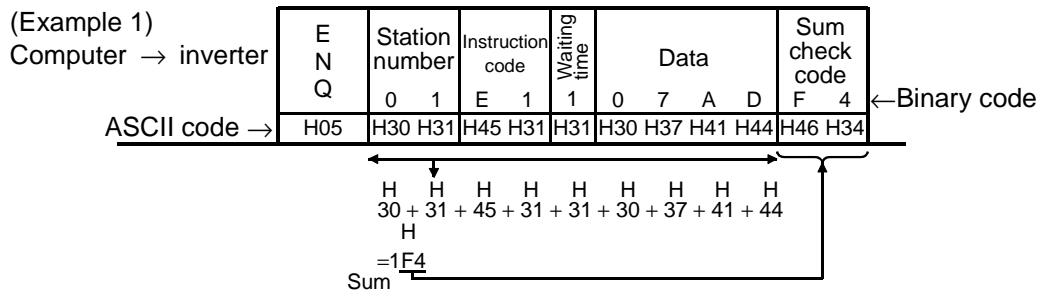 (Example 1)
Computer → inverter
ENQ
Station number
Instruction code
Waiting time
Data
Sum check code
0 1 E 1 1 0 7 A D F 4
←Binary code
ASCII code →
H05 H30 H31 H45 H31 H31 H30 H37 H41 H44 H46 H34
H H H H H H H H H
30 + 31 + 45 + 31 + 31 + 30 + 37 + 41 + 44
H
=1F4
Sum